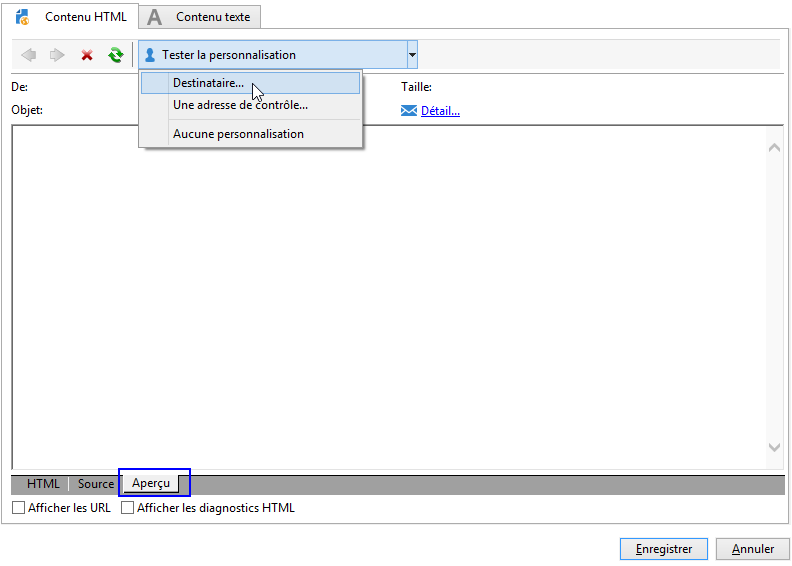 Contenu HTML
Contenu texte
Tester la personnalisation
Destinataire...
Une adresse de contrôle...
Aucune personnalisation
De:
Taille:
Objet:
Détail...
HTML
Source
Aperçu
Afficher les URL
Afficher les diagnostics HTML
Enregistrer
Annuler